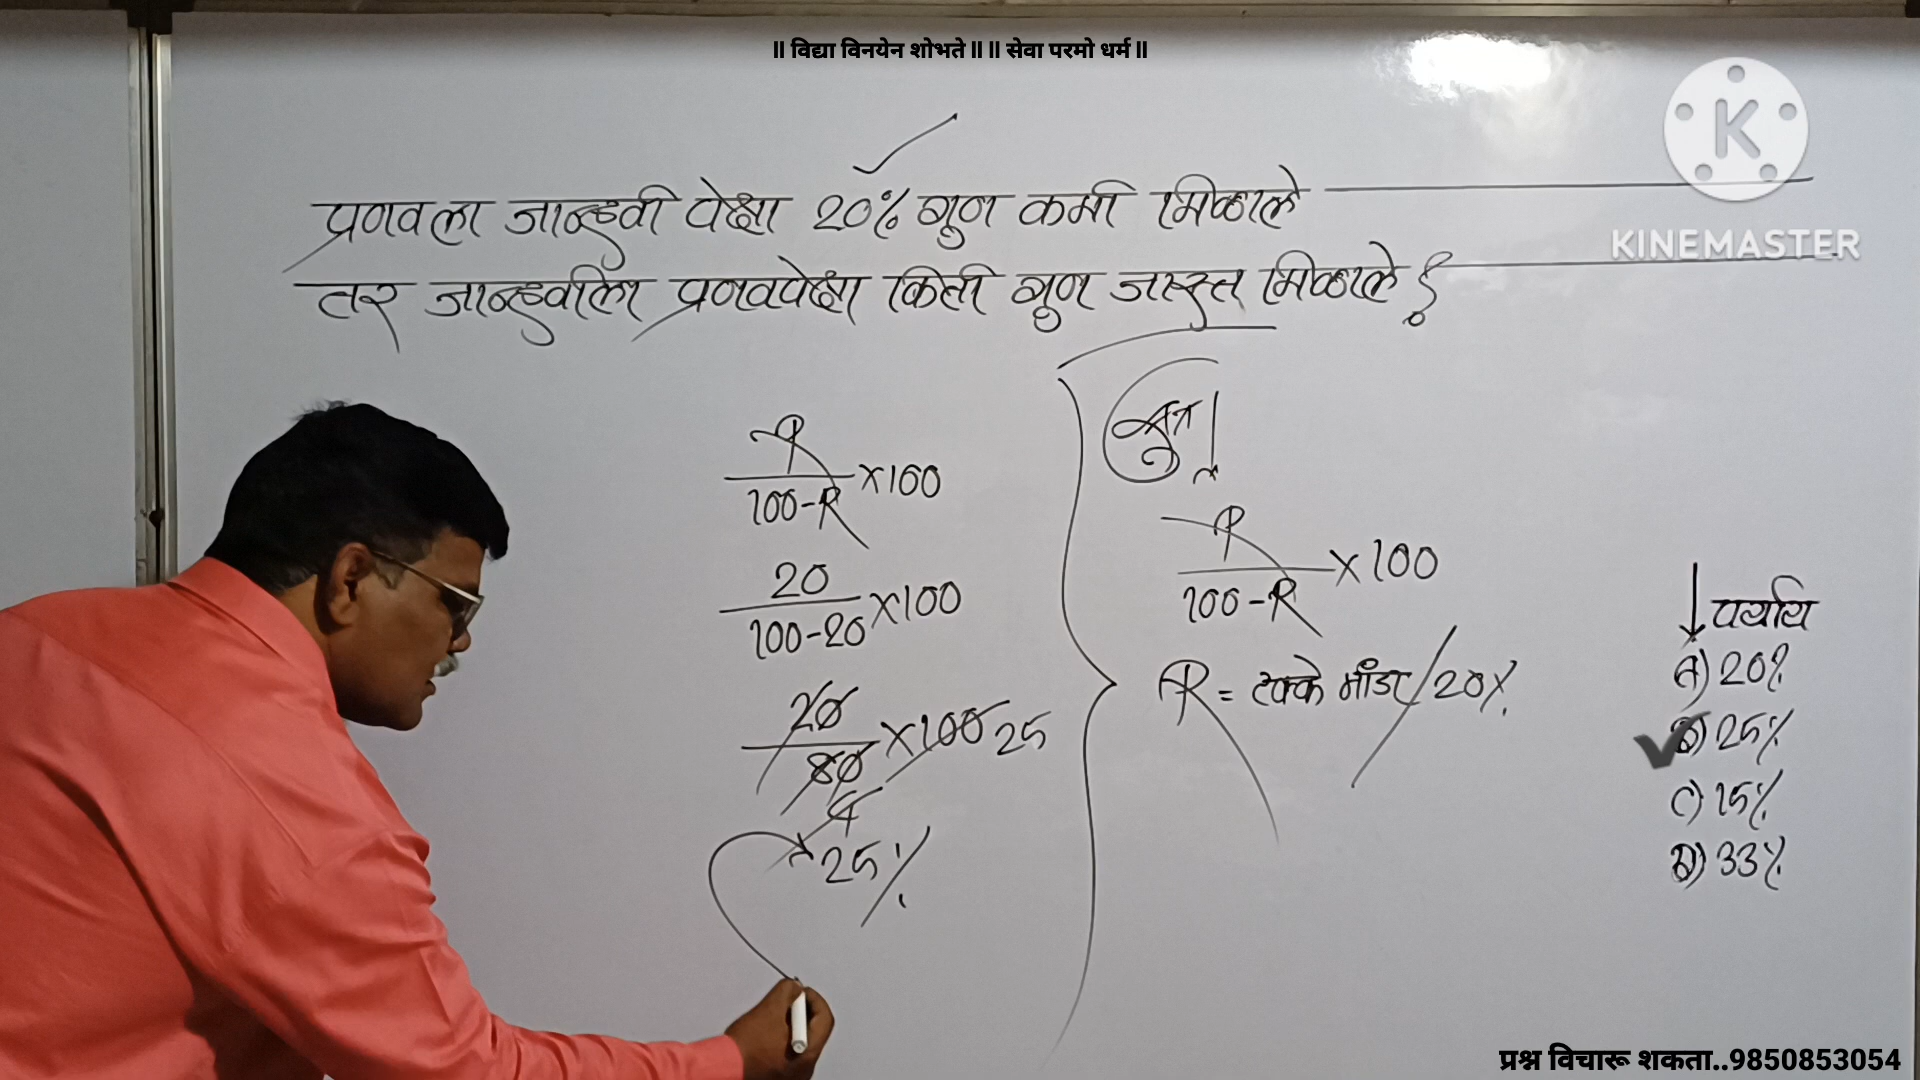 ॥ विद्या विनयेन शोभते ॥ ॥ सेवा परमो धर्म ॥
KINEMASTER
प्रणवला जान्हवी पेक्षा 20% गुण कमी मिळाले
तर जान्हवीला प्रणवपेक्षा किती गुण जास्त मिळाले?
R
100-R ×100
20
100-20 ×100
20
80 ×100 25
4
25%
सुत्र
R
100-R ×100
R = टक्के मांडा/20%
पर्याय
A) 20%
B) 25%
C) 15%
D) 33%
प्रश्न विचारू शकता..9850853054